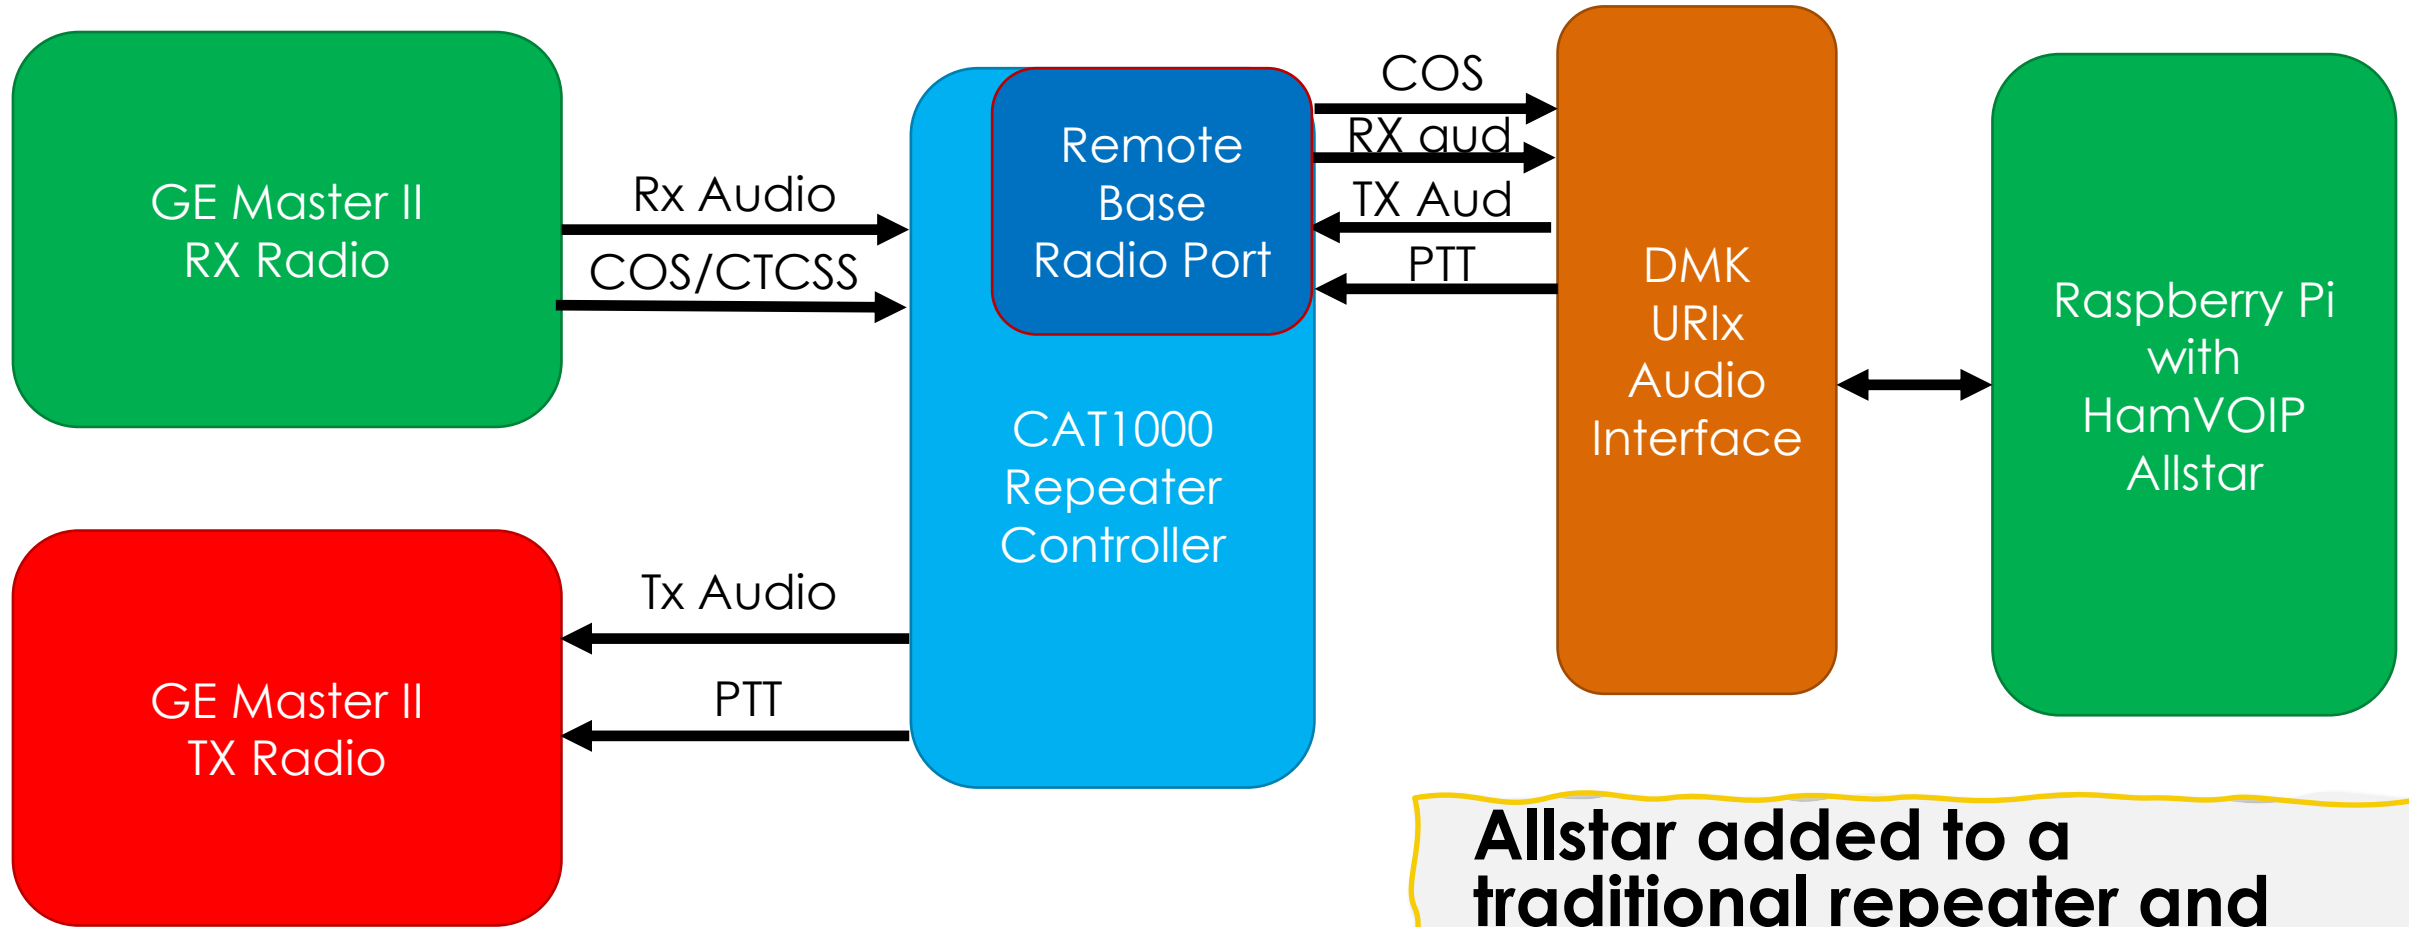 GE Master II
RX Radio
Rx Audio
COS/CTCSS
GE Master II
TX Radio
Tx Audio
PTT
Remote
Base
Radio Port
CAT1000
Repeater
Controller
COS
RX aud
TX Aud
PTT
DMK
URIx
Audio
Interface
Raspberry Pi
with
HamVOIP
Allstar
Allstar added to a
traditional repeater and